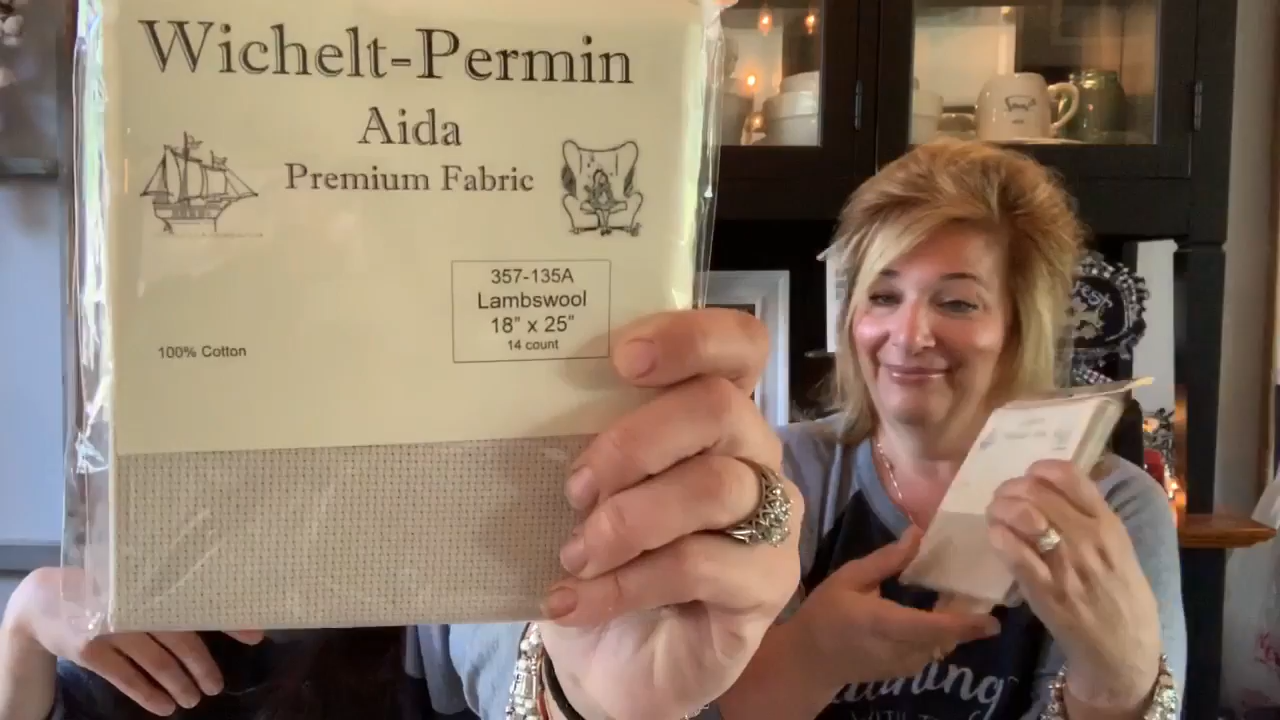 Wichelt-Permin
Aida
Premium Fabric
357-135A
Lambswool
18" x 25"
14 count
100% Cotton